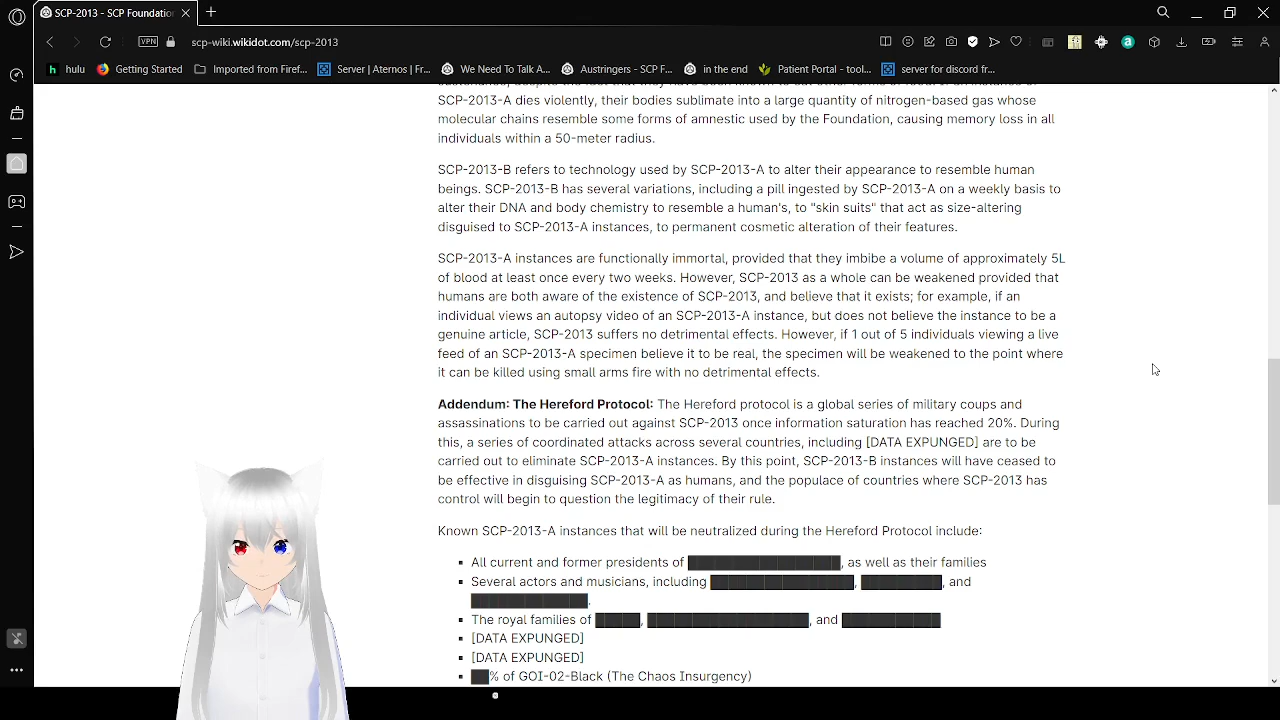 SCP-2013 - SCP Foundation
VPN
scp-wiki.wikidot.com/scp-2013
hulu
Getting Started
Imported from Firef...
Server | Aternos | Fr...
We Need To Talk A...
Austringers - SCP F...
in the end
Patient Portal - tool...
server for discord fr...
SCP-2013-A dies violently, their bodies sublimate into a large quantity of nitrogen-based gas whose
molecular chains resemble some forms of amnestic used by the Foundation, causing memory loss in all
individuals within a 50-meter radius.
SCP-2013-B refers to technology used by SCP-2013-A to alter their appearance to resemble human
beings. SCP-2013-B has several variations, including a pill ingested by SCP-2013-A on a weekly basis to
alter their DNA and body chemistry to resemble a human's, to "skin suits" that act as size-altering
disguised to SCP-2013-A instances, to permanent cosmetic alteration of their features.
SCP-2013-A instances are functionally immortal, provided that they imbibe a volume of approximately 5L
of blood at least once every two weeks. However, SCP-2013 as a whole can be weakened provided that
humans are both aware of the existence of SCP-2013, and believe that it exists; for example, if an
individual views an autopsy video of an SCP-2013-A instance, but does not believe the instance to be a
genuine article, SCP-2013 suffers no detrimental effects. However, if 1 out of 5 individuals viewing a live
feed of an SCP-2013-A specimen believe it to be real, the specimen will be weakened to the point where
it can be killed using small arms fire with no detrimental effects.
Addendum: The Hereford Protocol: The Hereford protocol is a global series of military coups and
assassinations to be carried out against SCP-2013 once information saturation has reached 20%. During
this, a series of coordinated attacks across several countries, including [DATA EXPUNGED] are to be
carried out to eliminate SCP-2013-A instances. By this point, SCP-2013-B instances will have ceased to
be effective in disguising SCP-2013-A as humans, and the populace of countries where SCP-2013 has
control will begin to question the legitimacy of their rule.
Known SCP-2013-A instances that will be neutralized during the Hereford Protocol include:
All current and former presidents of ████████████████, as well as their families
Several actors and musicians, including ███████████████, ████████, and
████████████.
The royal families of █████, █████████████████, and ██████████
[DATA EXPUNGED]
[DATA EXPUNGED]
██% of GOI-02-Black (The Chaos Insurgency)